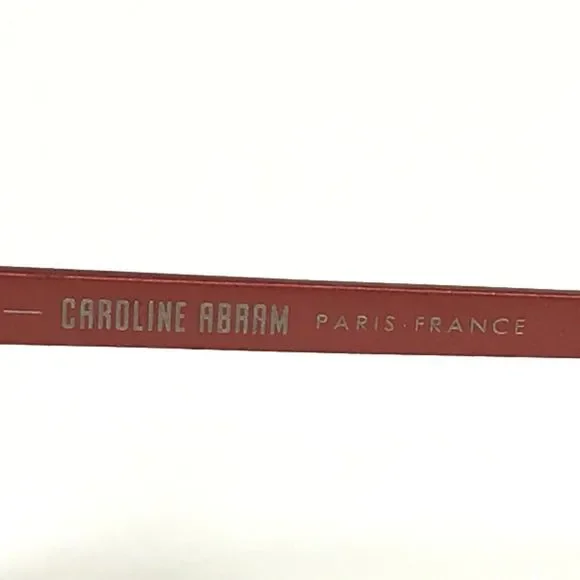 — CAROLINE ABRAM PARIS · FRANCE